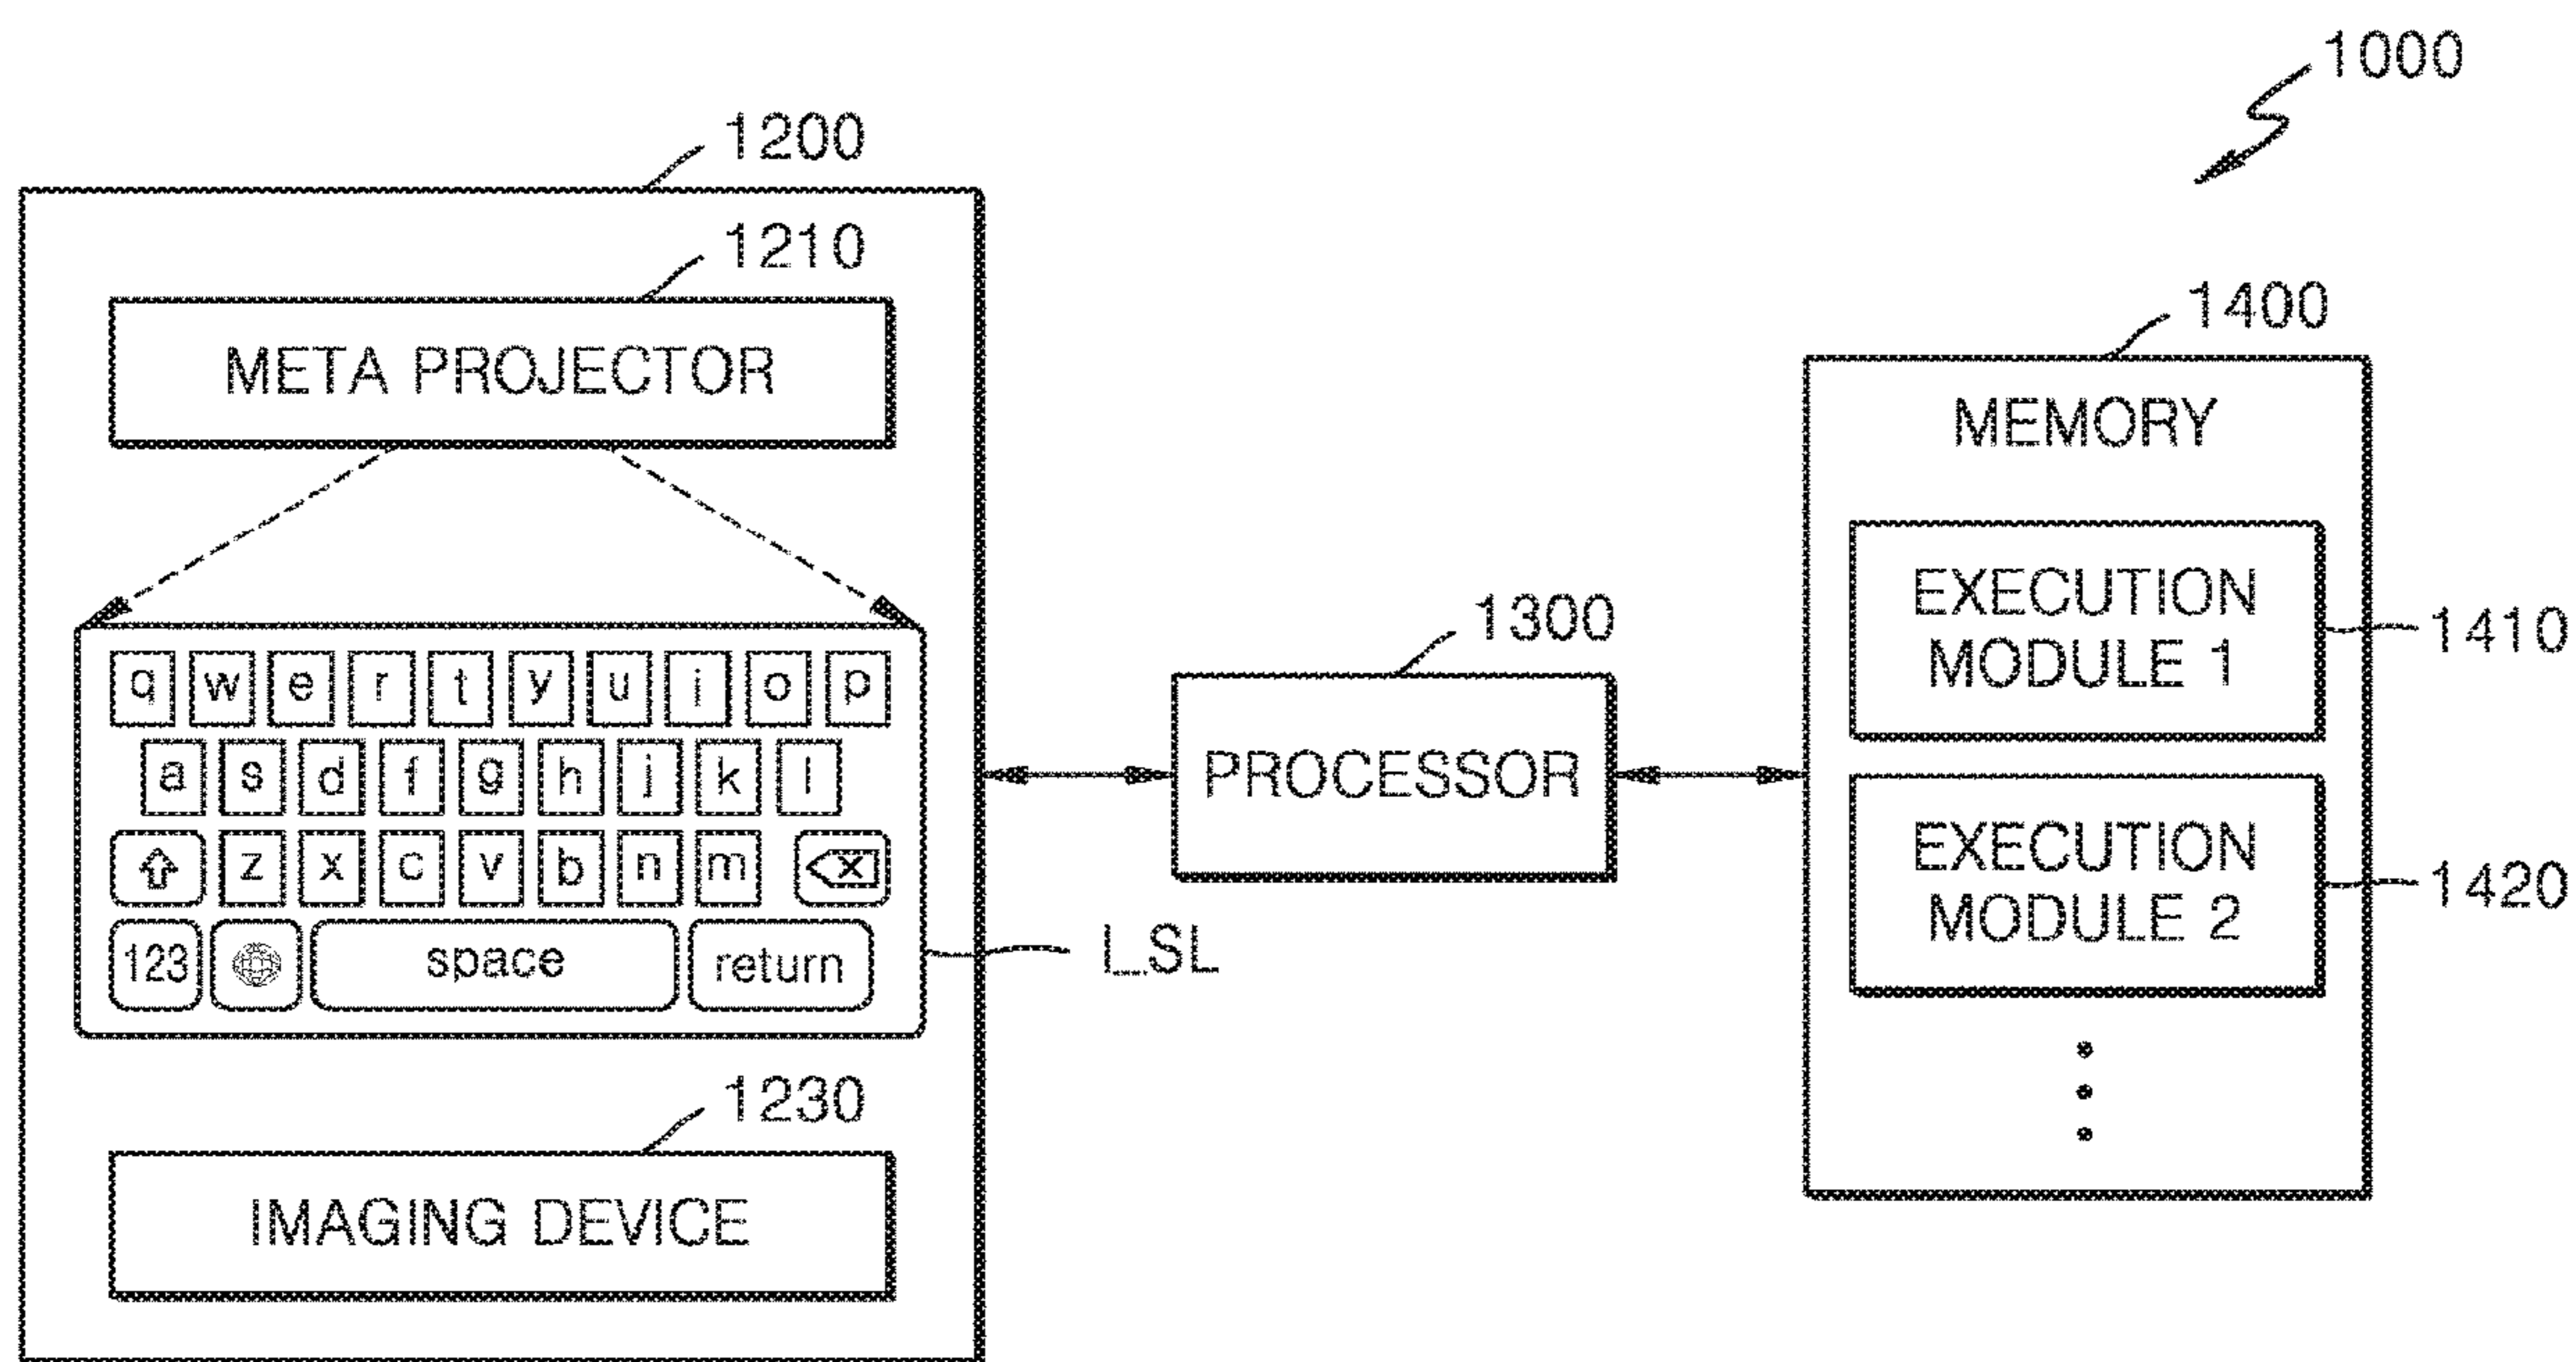 1000
1200
1210
META PROJECTOR
1400
MEMORY
EXECUTION
MODULE 1
1410
1300
PROCESSOR
q w e r t y u i o p
a s d f g h j k l
z x c v b n m
123 space return
L_SL
EXECUTION
MODULE 2
1420
1230
IMAGING DEVICE